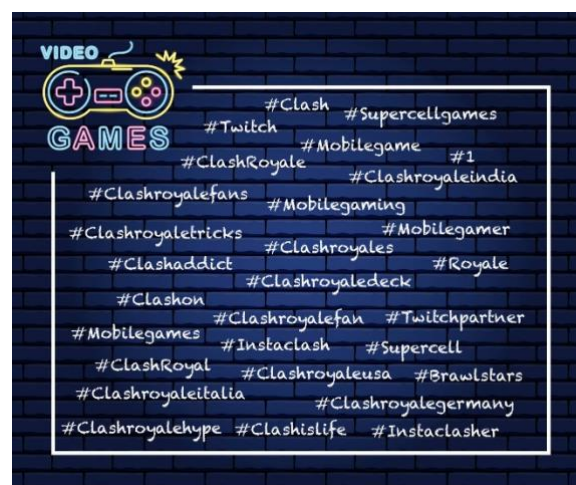 VIDEO
GAMES
#Clash
#Supercellgames
#Twitch
#Mobilegame
#1
#ClashRoyale
#Clashroyaleindia
#Clashroyalefans
#Mobilegaming
#Clashroyaletricks
#Mobilegamer
#Clashroyales
#Clashaddict
#Royale
#Clashroyaledeck
#Clashon
#Clashroyalefan
#Twitchpartner
#Mobilegames
#Instaclash
#Supercell
#ClashRoyal
#Clashroyaleusa
#Brawlstars
#Clashroyaleitalia
#Clashroyalegermany
#Clashroyalehype
#Clashislife
#Instaclasher